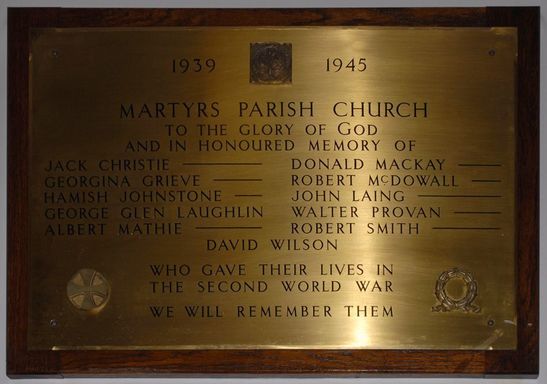 1939 1945
MARTYRS PARISH CHURCH
TO THE GLORY OF GOD
AND IN HONOURED MEMORY OF
JACK CHRISTIE DONALD MACKAY
GEORGINA GRIEVE ROBERT McDOWALL
HAMISH JOHNSTONE JOHN LAING
GEORGE GLEN LAUGHLIN WALTER PROVAN
ALBERT MATHIE ROBERT SMITH
DAVID WILSON
WHO GAVE THEIR LIVES IN
THE SECOND WORLD WAR
WE WILL REMEMBER THEM